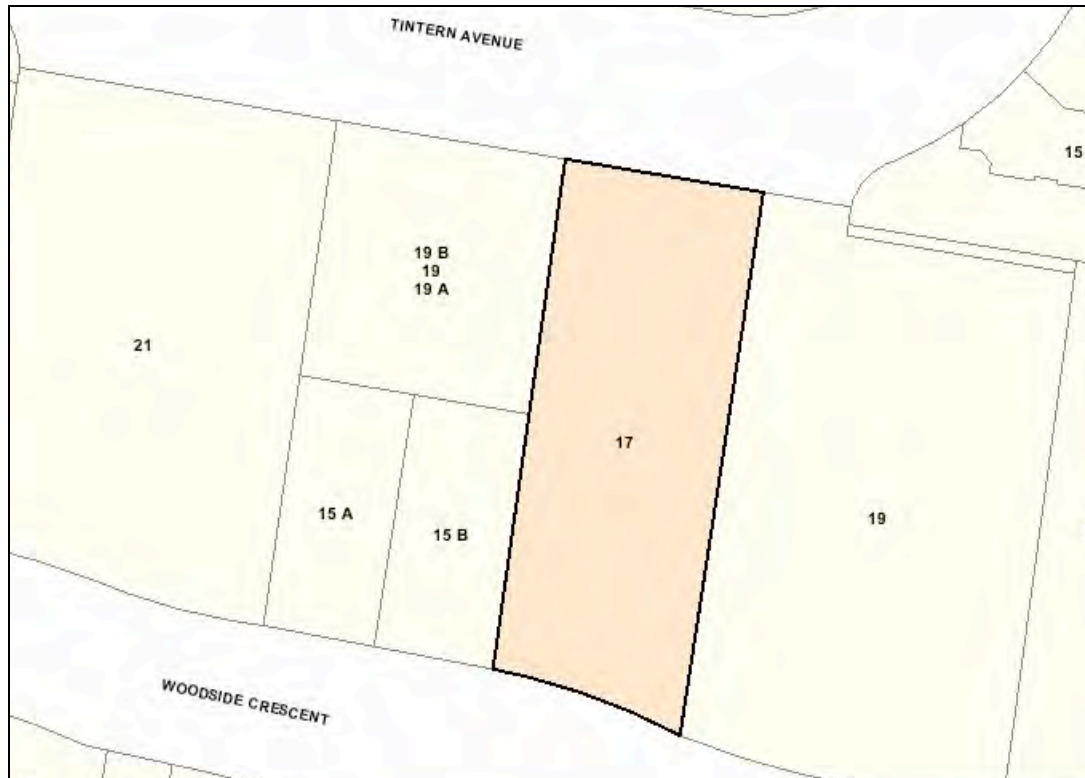 TINTERN AVENUE
15
19 B
19
19 A
21
17
15 A
15 B
19
WOODSIDE CRESCENT